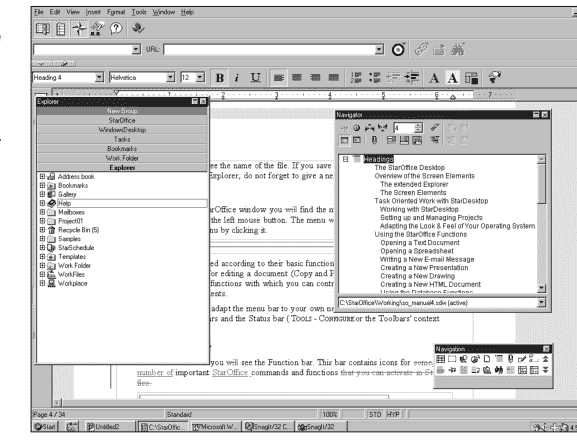 File Edit View Insert Format Tools Window Help
URL:
Heading 4 Helvetica 12 B i U A A
Explorer
New Group
StarOffice
WindowsDesktop
Tasks
Bookmarks
Work Folder
Explorer
Address book
Bookmarks
Gallery
Help
Mailboxes
Project01
Recycle Bin (5)
Samples
StarSchedule
Templates
Work Folder
WorkFiles
Workplace
ee the name of the file. If you save
Explorer, do not forget to give a ne
rOffice window you will find the m
the left mouse button. The menu w
nu by clicking it.
ed according to their basic function
for editing a document (Copy and P
functions with which you can contr
ents.
adapt the menu bar to your own ne
rs and the Status bar ( TOOLS - CONFIGURE or the Toolbars' context
you will see the Function bar. This bar contains icons for some,
number of important StarOffice commands and functions that you can activate in St
fice:
Navigator
4
Headings
The StarOffice Desktop
Overview of the Screen Elements
The extended Explorer
The Screen Elements
Task Oriented Work with StarDesktop
Working with StarDesktop
Setting up and Managing Projects
Adapting the Look & Feel of Your Operating System
Using the StarOffice Functions
Opening a Text Document
Opening a Spreadsheet
Writing a New E-mail Message
Creating a New Presentation
Creating a New Drawing
Creating a New HTML Document
Using the Database Functions
C:\StarOffice\Working\so_manual4.sdw (active)
Navigation
Page 4 / 34 Standard 100% STD HYP
Start Untitled2 C:\StarOffic... Microsoft W... SnagIt/32 C... SnagIt/32